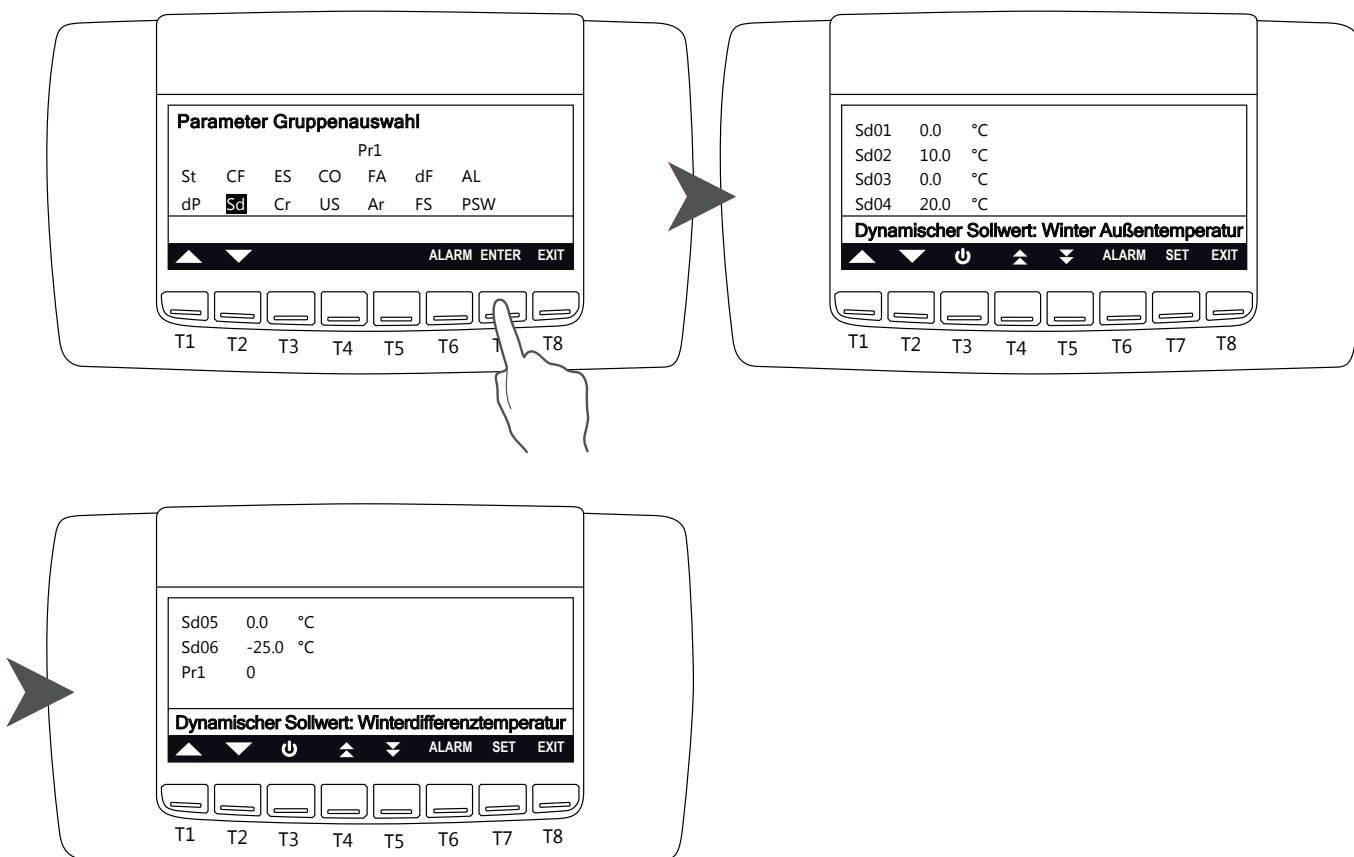 Parameter Gruppenauswahl
Pr1
St CF ES CO FA dF AL
dP Sd Cr US Ar FS PSW
ALARM ENTER EXIT
T1 T2 T3 T4 T5 T6 T T8
Sd01 0.0 °C
Sd02 10.0 °C
Sd03 0.0 °C
Sd04 20.0 °C
Dynamischer Sollwert: Winter Außentemperatur
ALARM SET EXIT
T1 T2 T3 T4 T5 T6 T7 T8
Sd05 0.0 °C
Sd06 -25.0 °C
Pr1 0
Dynamischer Sollwert: Winterdifferenztemperatur
ALARM SET EXIT
T1 T2 T3 T4 T5 T6 T7 T8